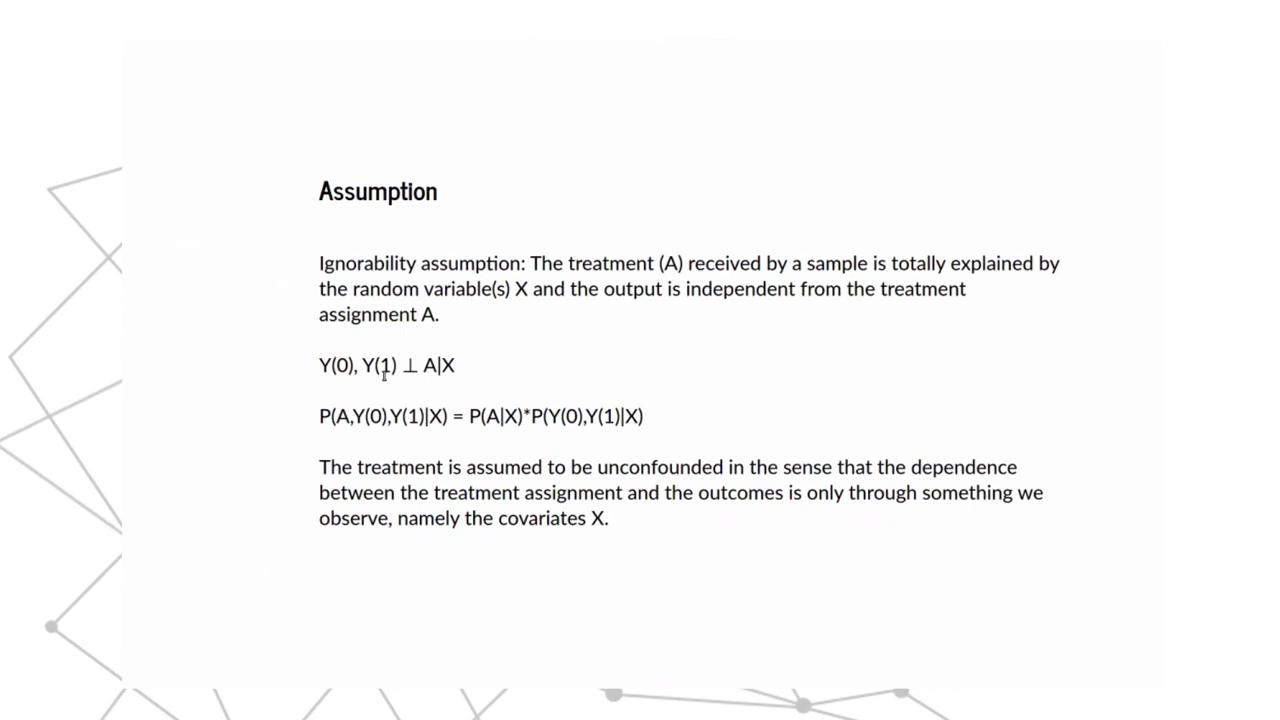 Assumption
Ignorability assumption: The treatment (A) received by a sample is totally explained by
the random variable(s) X and the output is independent from the treatment
assignment A.
Y(0), Y(1) ⊥ A|X
P(A,Y(0),Y(1)|X) = P(A|X)*P(Y(0),Y(1)|X)
The treatment is assumed to be unconfounded in the sense that the dependence
between the treatment assignment and the outcomes is only through something we
observe, namely the covariates X.